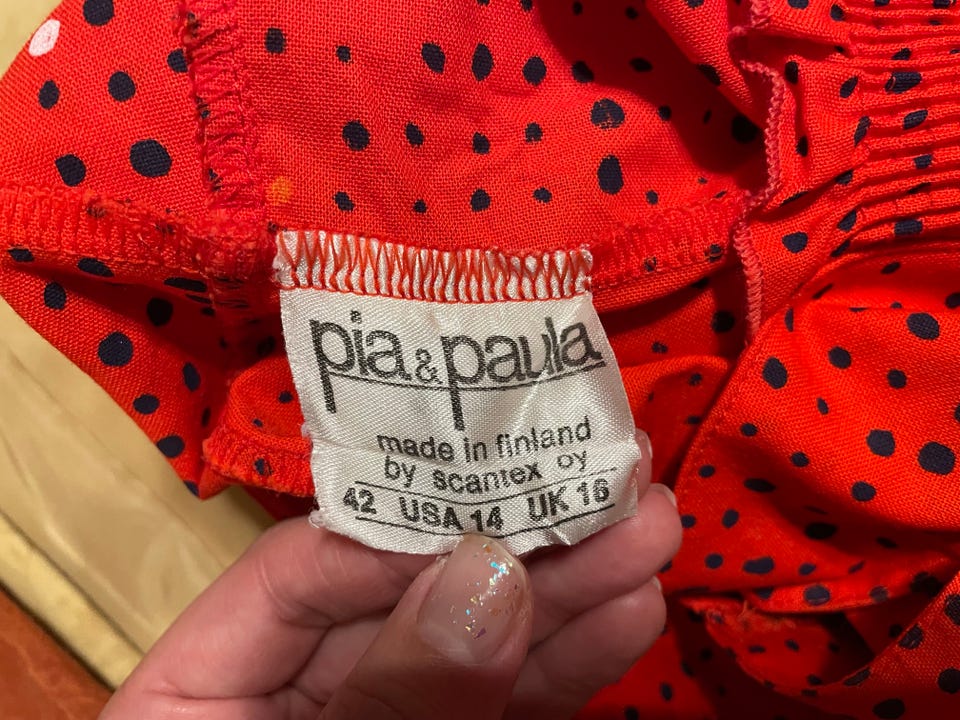 pia & paula
made in finland
by scantex oy
42 USA 14 UK 16